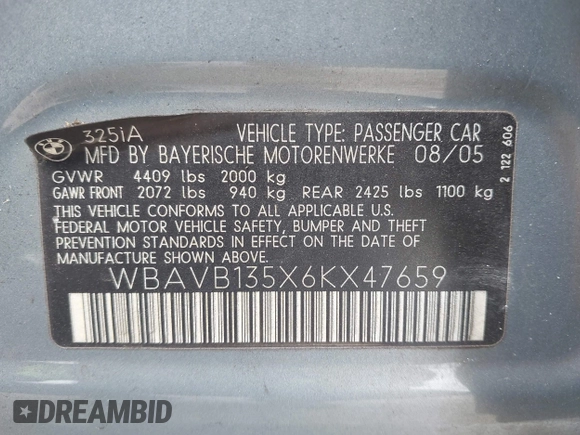 325iA VEHICLE TYPE: PASSENGER CAR
MFD BY BAYERISCHE MOTORENWERKE 08/05
GVWR 4409 lbs 2000 kg
GAWR FRONT 2072 lbs 940 kg REAR 2425 lbs 1100 kg
THIS VEHICLE CONFORMS TO ALL APPLICABLE U.S.
FEDERAL MOTOR VEHICLE SAFETY, BUMPER AND THEFT
PREVENTION STANDARDS IN EFFECT ON THE DATE OF
MANUFACTURE SHOWN ABOVE.
WBAVB135X6KX47659
2 122 606
DREAMBID